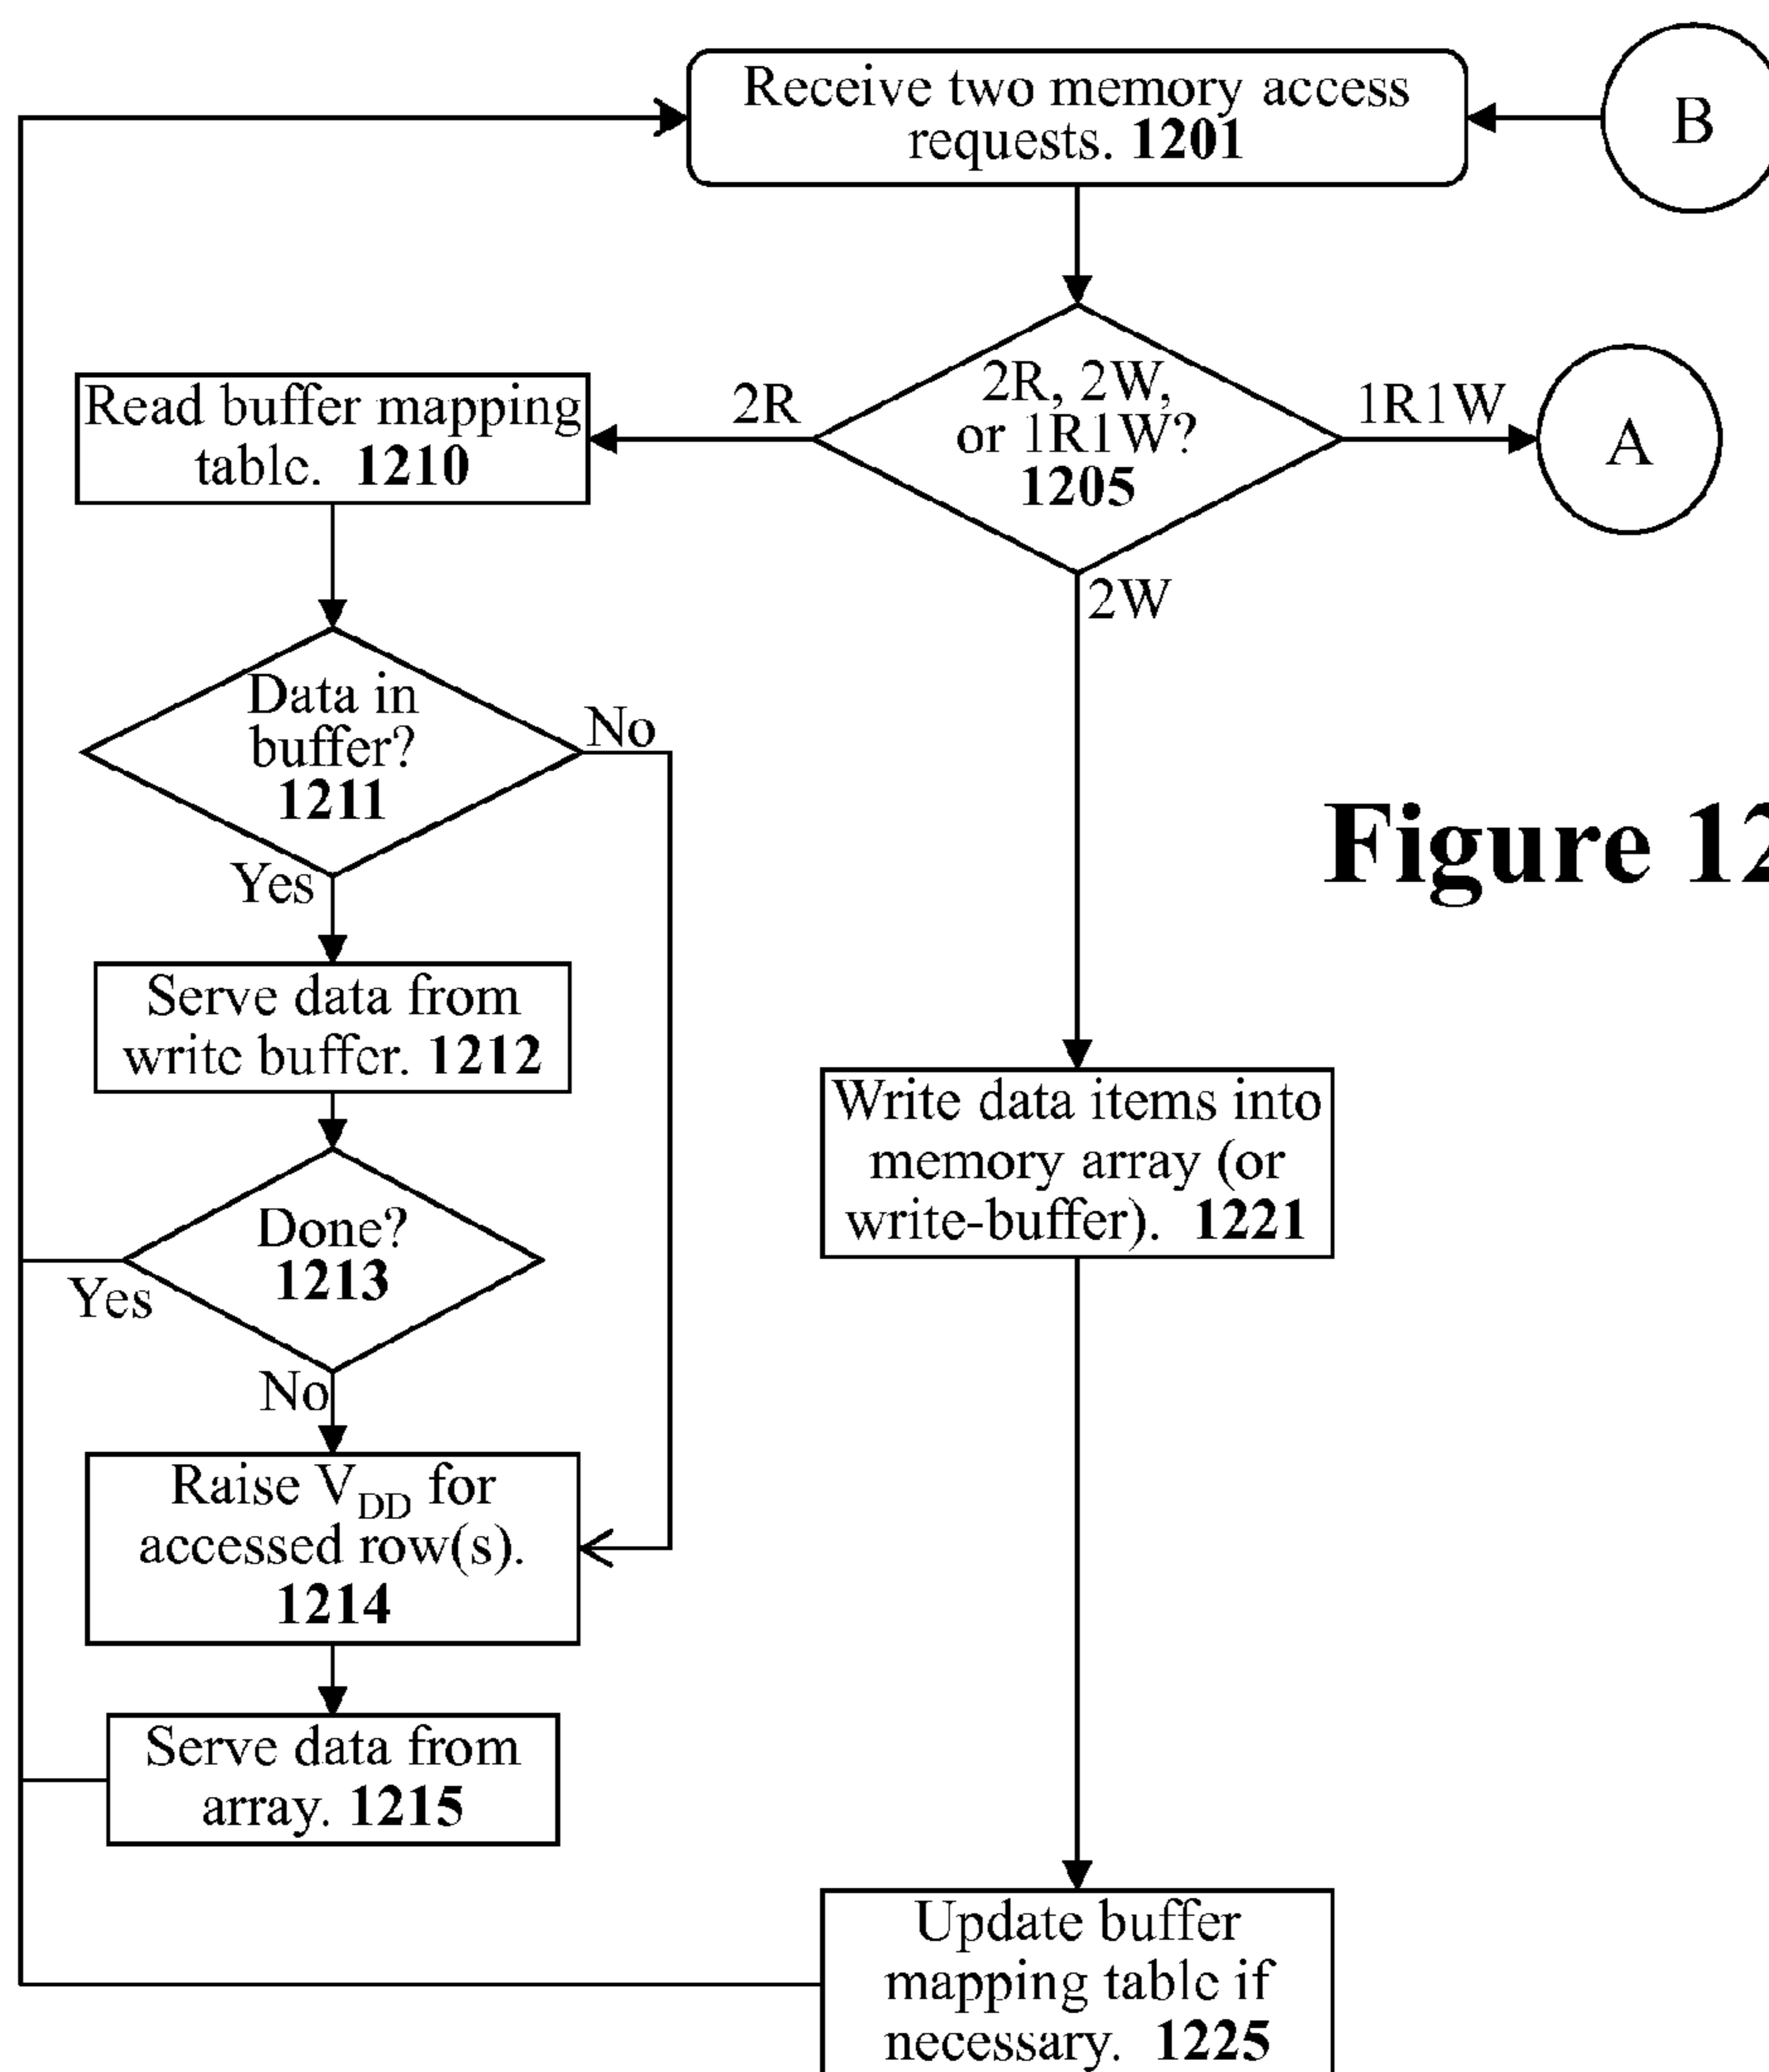 Receive two memory access
requests. 1201
B
2R, 2W,
or 1R1W?
1205
2R
1R1W
A
2W
Read buffer mapping
table. 1210
Data in
buffer?
1211
No
Yes
Serve data from
write buffer. 1212
Done?
1213
Yes
No
Raise VDD for
accessed row(s).
1214
Serve data from
array. 1215
Write data items into
memory array (or
write-buffer). 1221
Update buffer
mapping table if
necessary. 1225
Figure 12